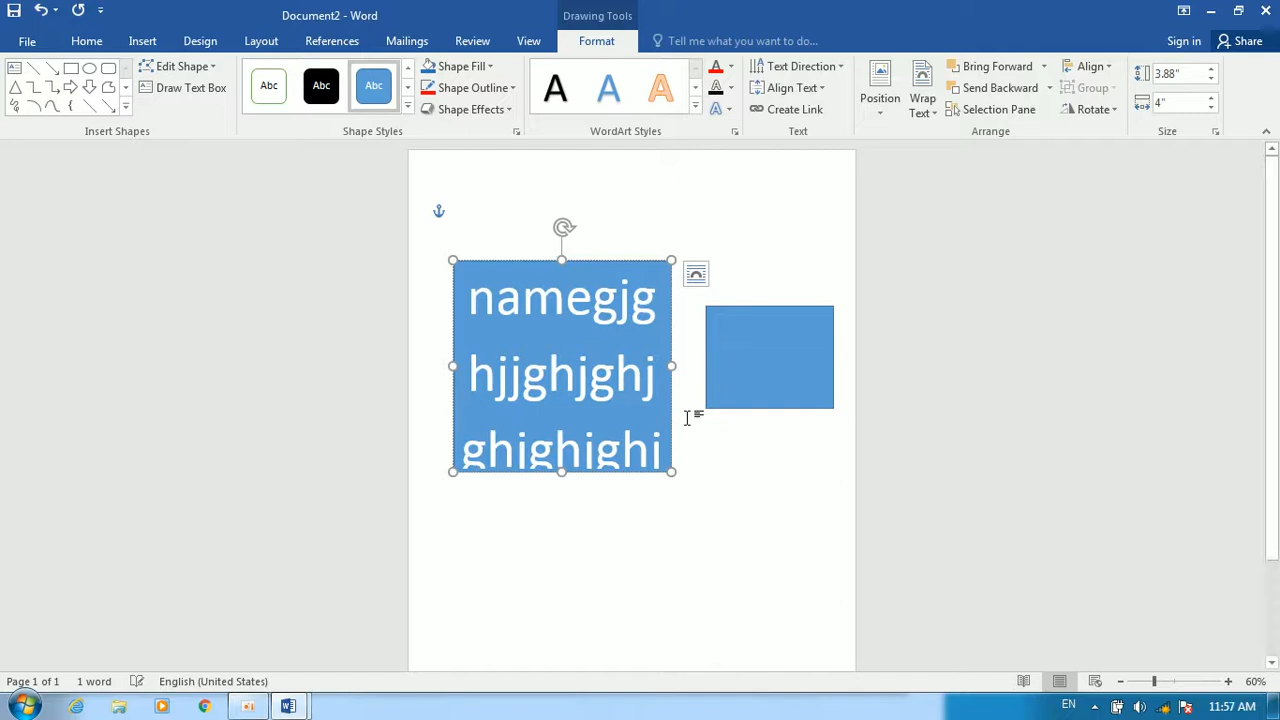 Document2 - Word
Drawing Tools
File
Home
Insert
Design
Layout
References
Mailings
Review
View
Format
Tell me what you want to do...
Sign in
Share
Edit Shape
Draw Text Box
Insert Shapes
Abc
Abc
Abc
Shape Fill
Shape Outline
Shape Effects
Shape Styles
A A A
WordArt Styles
Text Direction
Align Text
Create Link
Text
Position
Wrap
Text
Bring Forward
Send Backward
Selection Pane
Align
Group
Rotate
Arrange
3.88"
4"
Size
namegjg
hjjghjghj
ghjghjghj
Page 1 of 1
1 word
English (United States)
60%
EN
11:57 AM